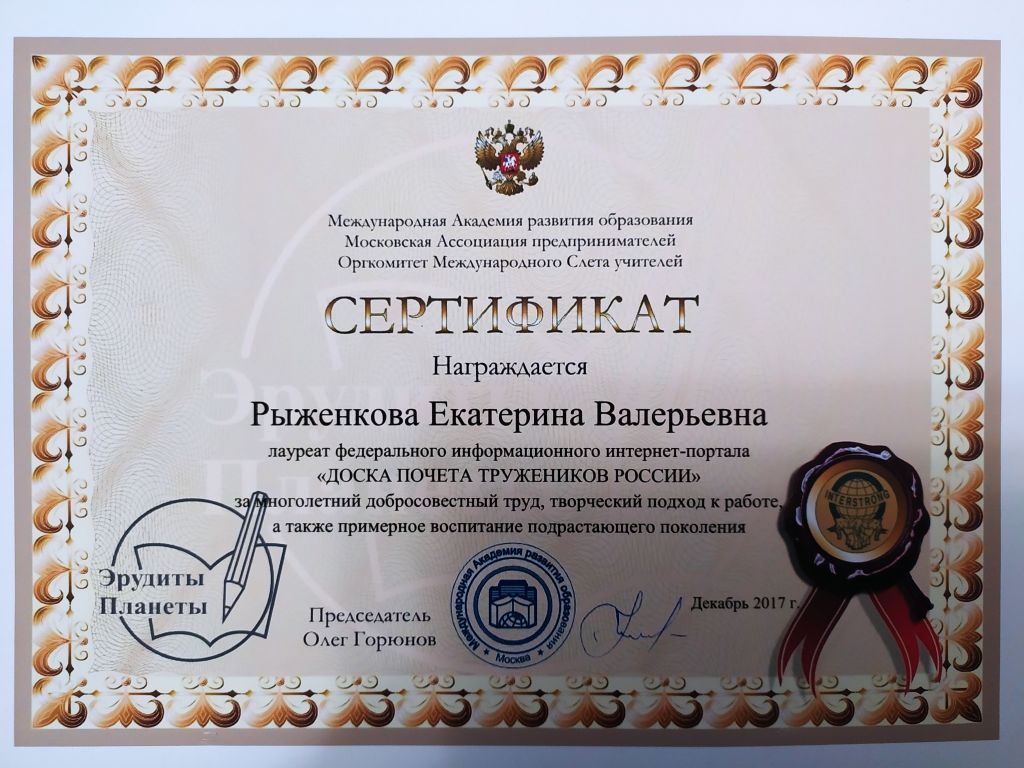 Международная Академия развития образования
Московская Ассоциация предпринимателей
Оргкомитет Международного Слета учителей
СЕРТИФИКАТ
Награждается
Рыженкова Екатерина Валерьевна
лауреат федерального информационного интернет-портала
«ДОСКА ПОЧЕТА ТРУЖЕНИКОВ РОССИИ»
за многолетний добросовестный труд, творческий подход к работе,
а также примерное воспитание подрастающего поколения
Эрудиты
Планеты
Председатель
Олег Горюнов
Международная Академия развития образования
Москва
Декабрь 2017 г.
INTERSTRONG
Эрудиты
Планеты